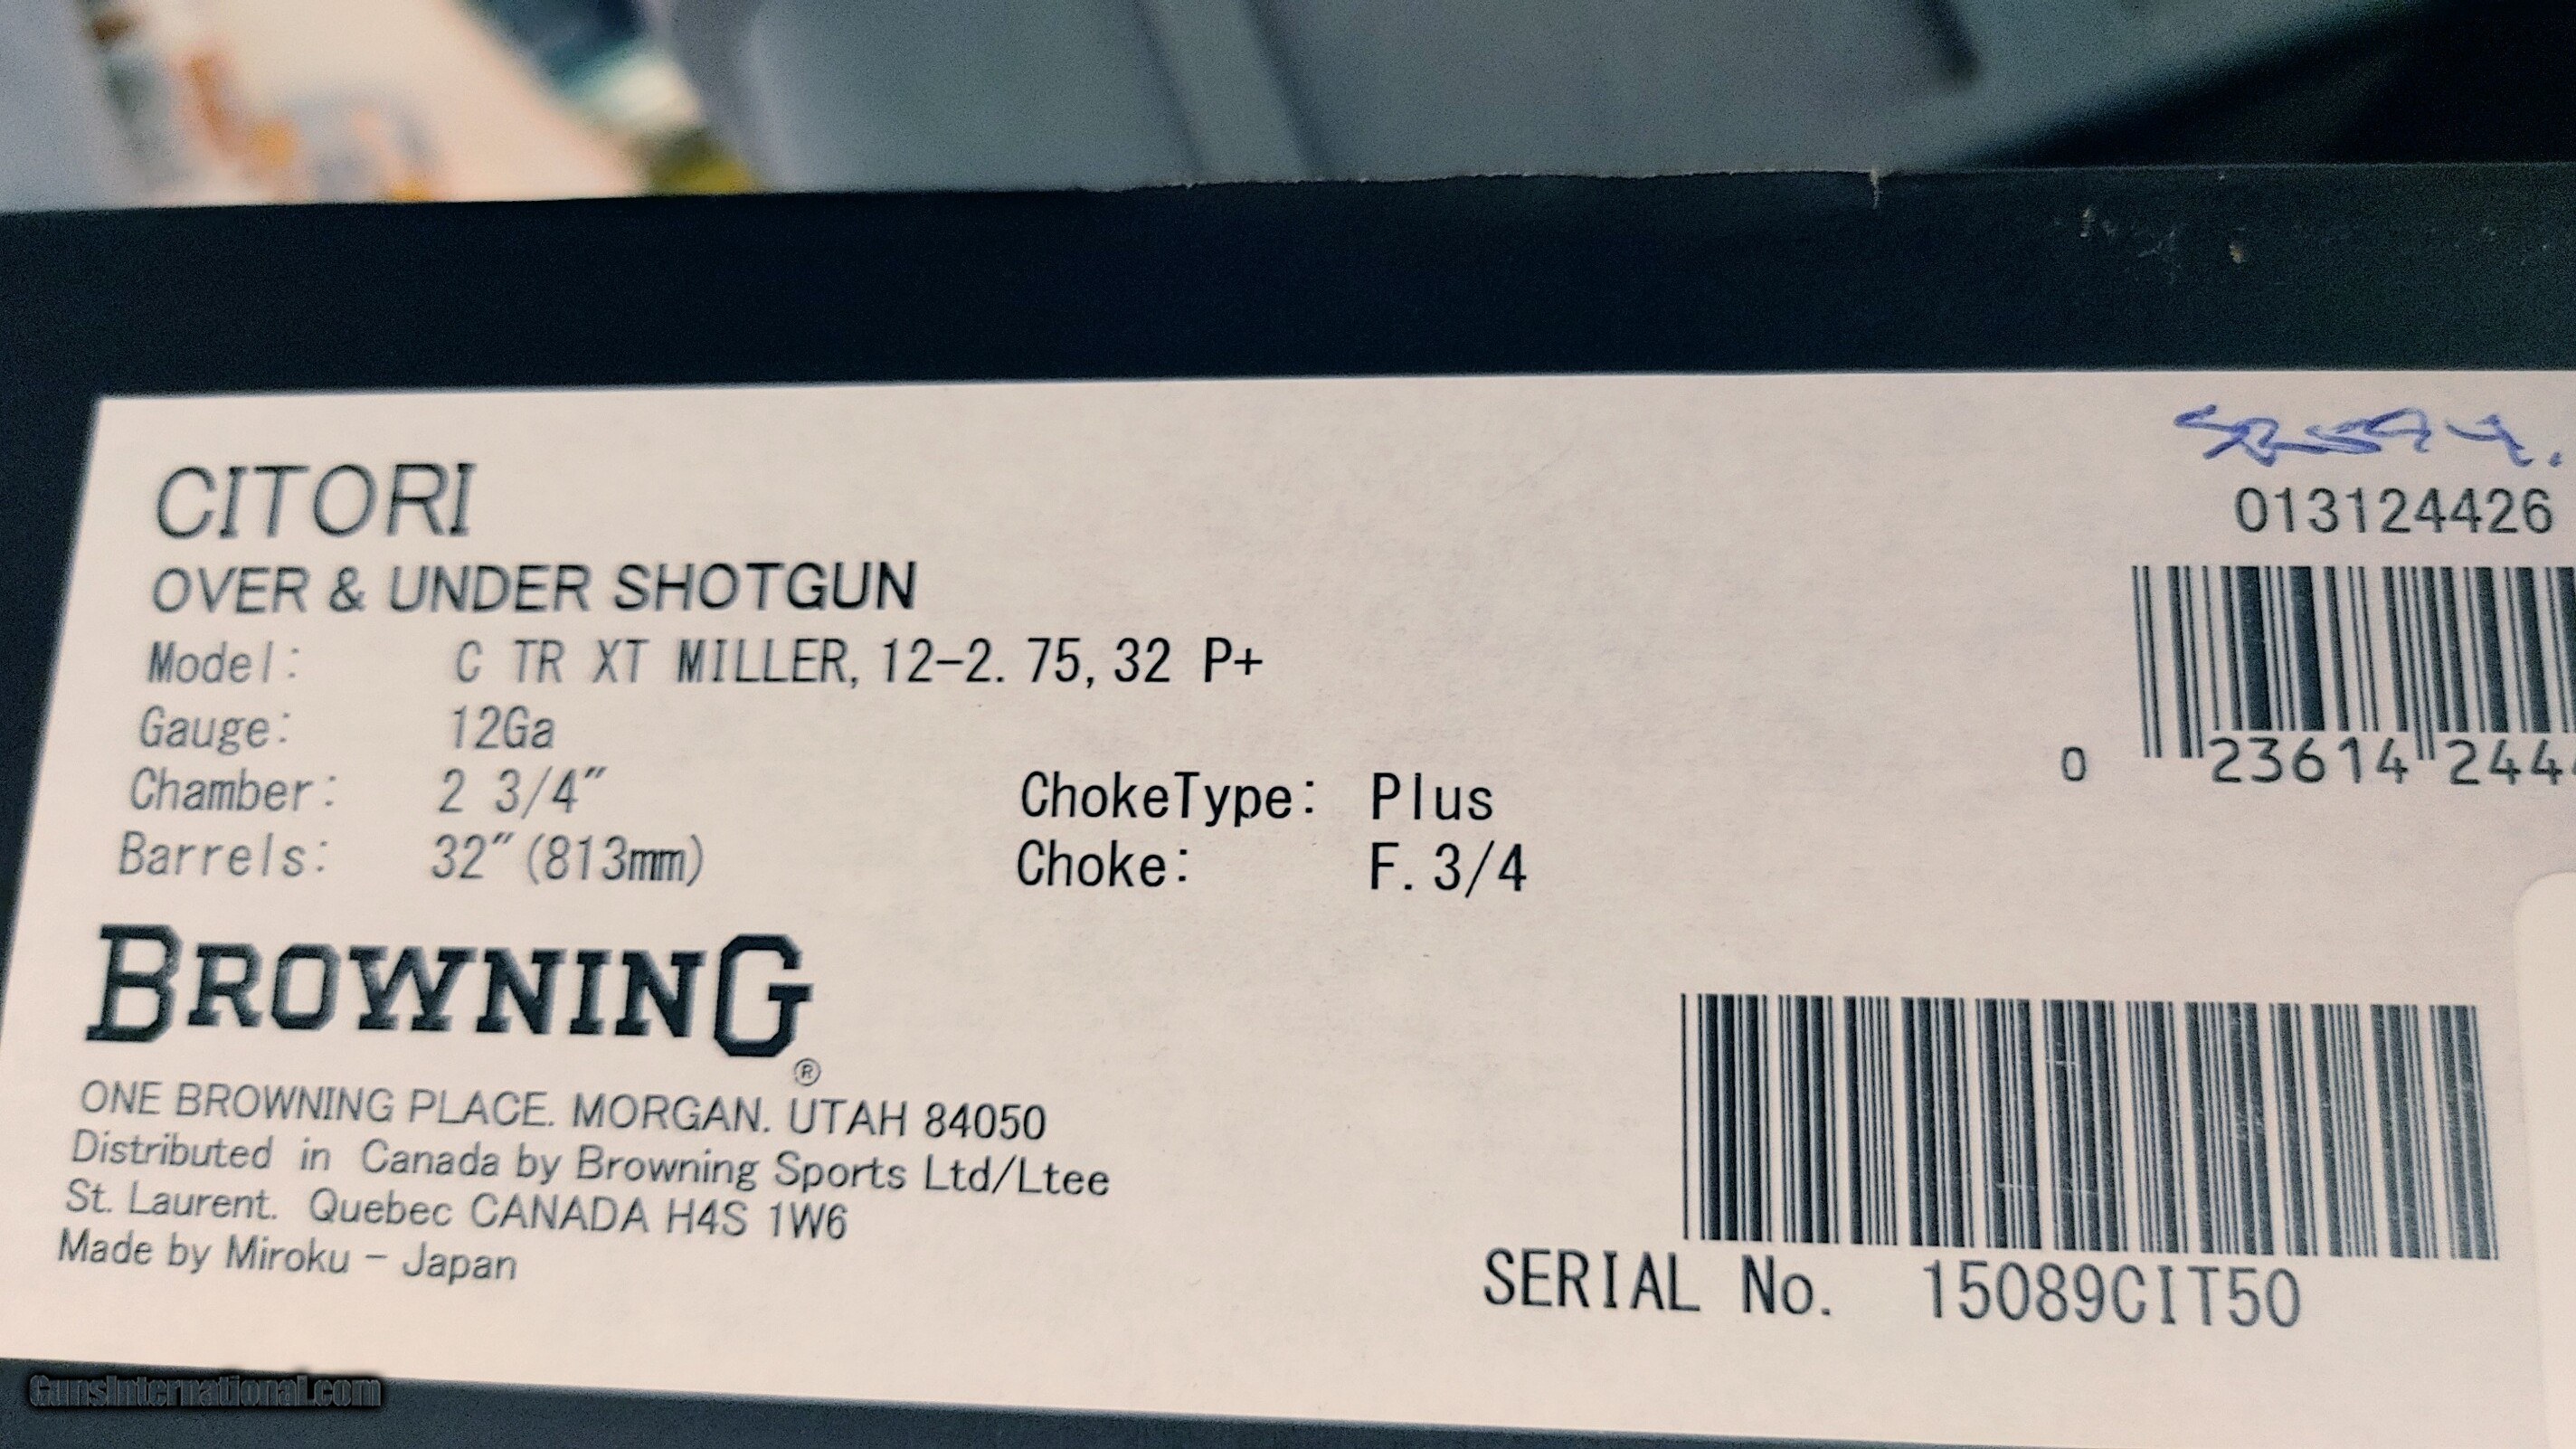 CITORI
OVER & UNDER SHOTGUN
Model: C TR XT MILLER, 12-2. 75, 32 P+
Gauge: 12Ga
Chamber: 2 3/4″
Barrels: 32″ (813mm)
ChokeType: Plus
Choke: F. 3/4
013124426
0 23614 244
BROWNING®
ONE BROWNING PLACE. MORGAN. UTAH 84050
Distributed in Canada by Browning Sports Ltd/Ltee
St. Laurent. Quebec CANADA H4S 1W6
Made by Miroku - Japan
SERIAL No. 15089CIT50
GunsInternational.com